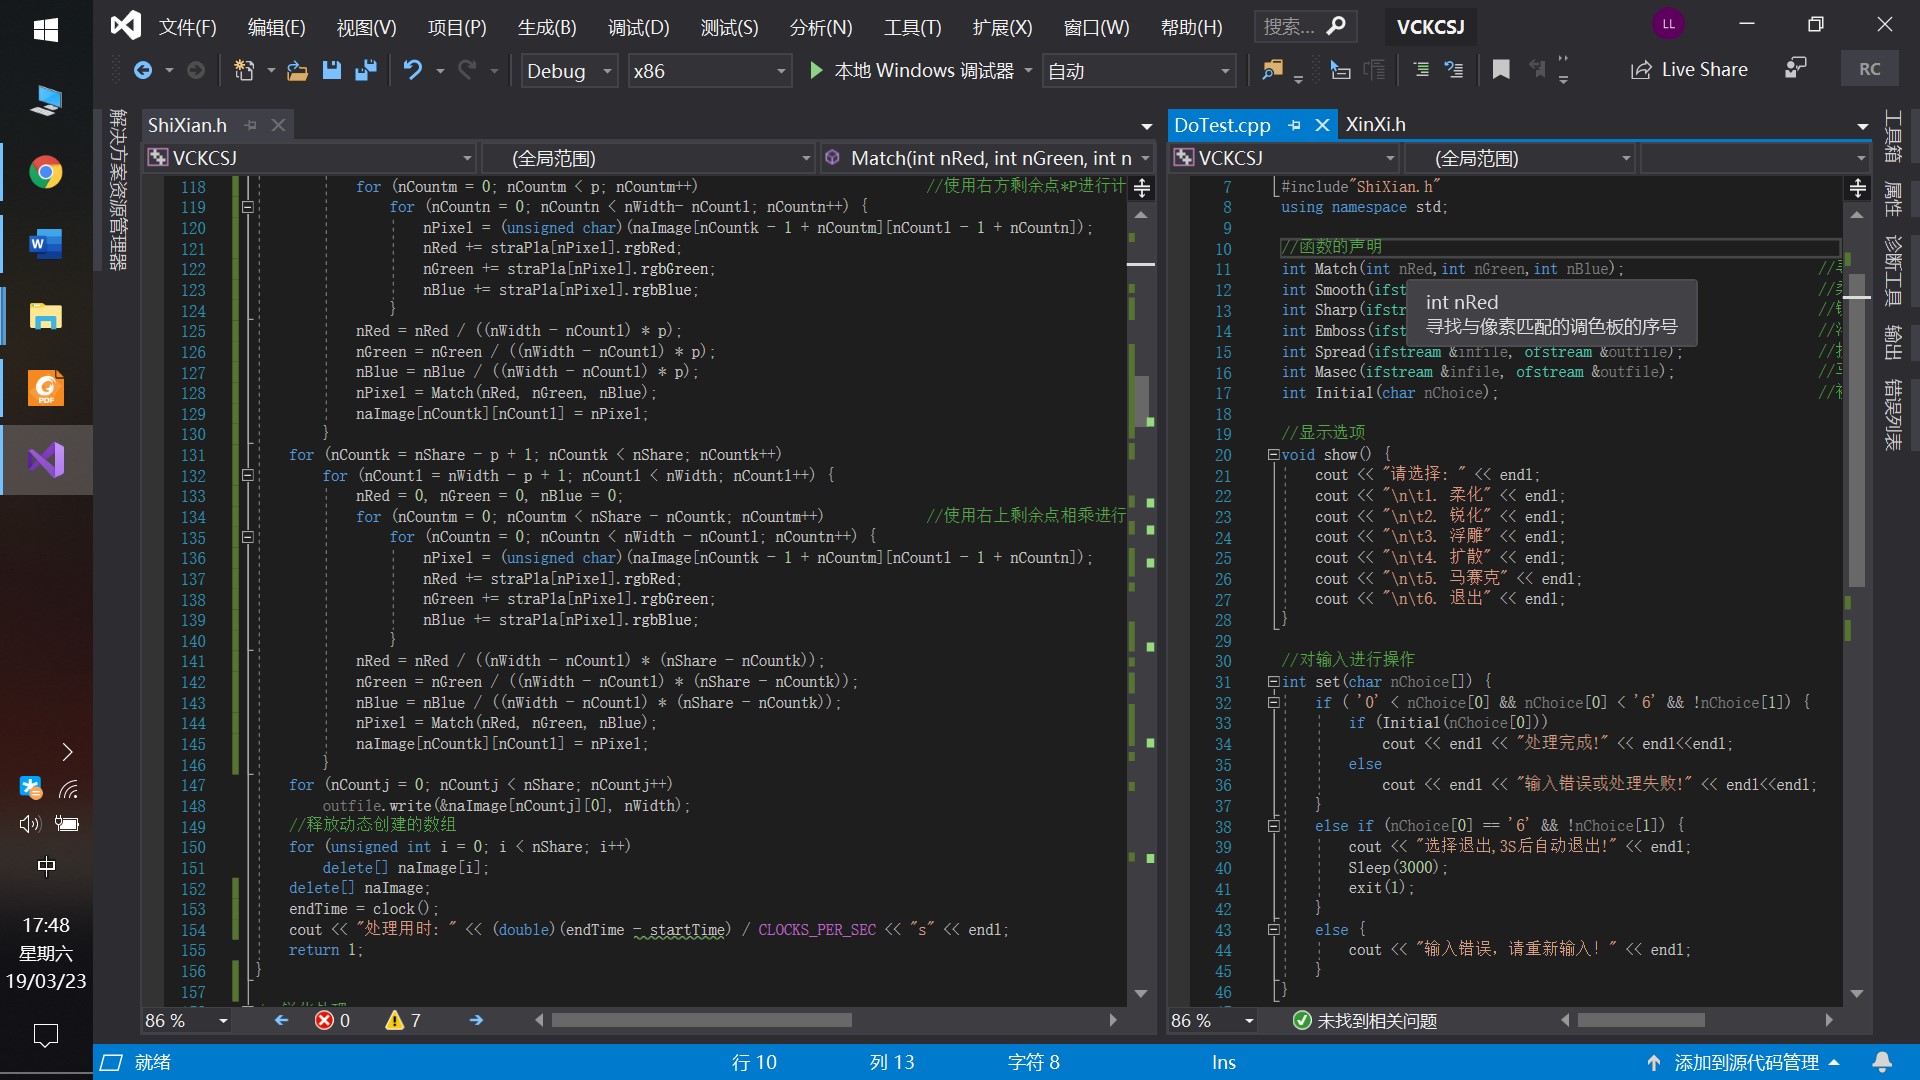 文件(F) 编辑(E) 视图(V) 项目(P) 生成(B) 调试(D) 测试(S) 分析(N) 工具(T) 扩展(X) 窗口(W) 帮助(H) 搜索... VCKCSJ LL
Debug x86 本地 Windows 调试器 自动 Live Share RC
解决方案资源管理器
ShiXian.h
VCKCSJ (全局范围) Match(int nRed, int nGreen, int n
118 for (nCountm = 0; nCountm < p; nCountm++) //使用右方剩余点*P进行计
119 for (nCountn = 0; nCountn < nWidth- nCountl; nCountn++) {
120 nPixel = (unsigned char)(naImage[nCountk - 1 + nCountm][nCountl - 1 + nCountn]);
121 nRed += straPla[nPixel].rgbRed;
122 nGreen += straPla[nPixel].rgbGreen;
123 nBlue += straPla[nPixel].rgbBlue;
124 }
125 nRed = nRed / ((nWidth - nCountl) * p);
126 nGreen = nGreen / ((nWidth - nCountl) * p);
127 nBlue = nBlue / ((nWidth - nCountl) * p);
128 nPixel = Match(nRed, nGreen, nBlue);
129 naImage[nCountk][nCountl] = nPixel;
130 }
131 for (nCountk = nShare - p + 1; nCountk < nShare; nCountk++)
132 for (nCountl = nWidth - p + 1; nCountl < nWidth; nCountl++) {
133 nRed = 0, nGreen = 0, nBlue = 0;
134 for (nCountm = 0; nCountm < nShare - nCountk; nCountm++) //使用右上剩余点相乘进行
135 for (nCountn = 0; nCountn < nWidth - nCountl; nCountn++) {
136 nPixel = (unsigned char)(naImage[nCountk - 1 + nCountm][nCountl - 1 + nCountn]);
137 nRed += straPla[nPixel].rgbRed;
138 nGreen += straPla[nPixel].rgbGreen;
139 nBlue += straPla[nPixel].rgbBlue;
140 }
141 nRed = nRed / ((nWidth - nCountl) * (nShare - nCountk));
142 nGreen = nGreen / ((nWidth - nCountl) * (nShare - nCountk));
143 nBlue = nBlue / ((nWidth - nCountl) * (nShare - nCountk));
144 nPixel = Match(nRed, nGreen, nBlue);
145 naImage[nCountk][nCountl] = nPixel;
146 }
147 for (nCountj = 0; nCountj < nShare; nCountj++)
148 outfile.write(&naImage[nCountj][0], nWidth);
149 //释放动态创建的数组
150 for (unsigned int i = 0; i < nShare; i++)
151 delete[] naImage[i];
152 delete[] naImage;
153 endTime = clock();
154 cout << "处理用时: " << (double)(endTime - startTime) / CLOCKS_PER_SEC << "s" << endl;
155 return 1;
156 }
157
86 % 0 7
DoTest.cpp XinXi.h
VCKCSJ (全局范围)
7 #include"ShiXian.h"
8 using namespace std;
9
10 //函数的声明
11 int Match(int nRed,int nGreen,int nBlue);
12 int Smooth(ifst
13 int Sharp(ifstr
14 int Emboss(ifst
int nRed
寻找与像素匹配的调色板的序号
15 int Spread(ifstream &infile, ofstream &outfile);
16 int Masec(ifstream &infile, ofstream &outfile);
17 int Initial(char nChoice);
18
19 //显示选项
20 void show() {
21 cout << "请选择: " << endl;
22 cout << "\n\t1. 柔化" << endl;
23 cout << "\n\t2. 锐化" << endl;
24 cout << "\n\t3. 浮雕" << endl;
25 cout << "\n\t4. 扩散" << endl;
26 cout << "\n\t5. 马赛克" << endl;
27 cout << "\n\t6. 退出" << endl;
28 }
29
30 //对输入进行操作
31 int set(char nChoice[]) {
32 if ( '0' < nChoice[0] && nChoice[0] < '6' && !nChoice[1]) {
33 if (Initial(nChoice[0]))
34 cout << endl << "处理完成!" << endl<<endl;
35 else
36 cout << endl << "输入错误或处理失败!" << endl<<endl;
37 }
38 else if (nChoice[0] == '6' && !nChoice[1]) {
39 cout << "选择退出,3S后自动退出!" << endl;
40 Sleep(3000);
41 exit(1);
42 }
43 else {
44 cout << "输入错误，请重新输入！" << endl;
45 }
46 }
86 % 未找到相关问题
工具箱
属性
诊断工具
输出
错误列表
中
17:48
星期六
19/03/23
就绪 行 10 列 13 字符 8 Ins 添加到源代码管理